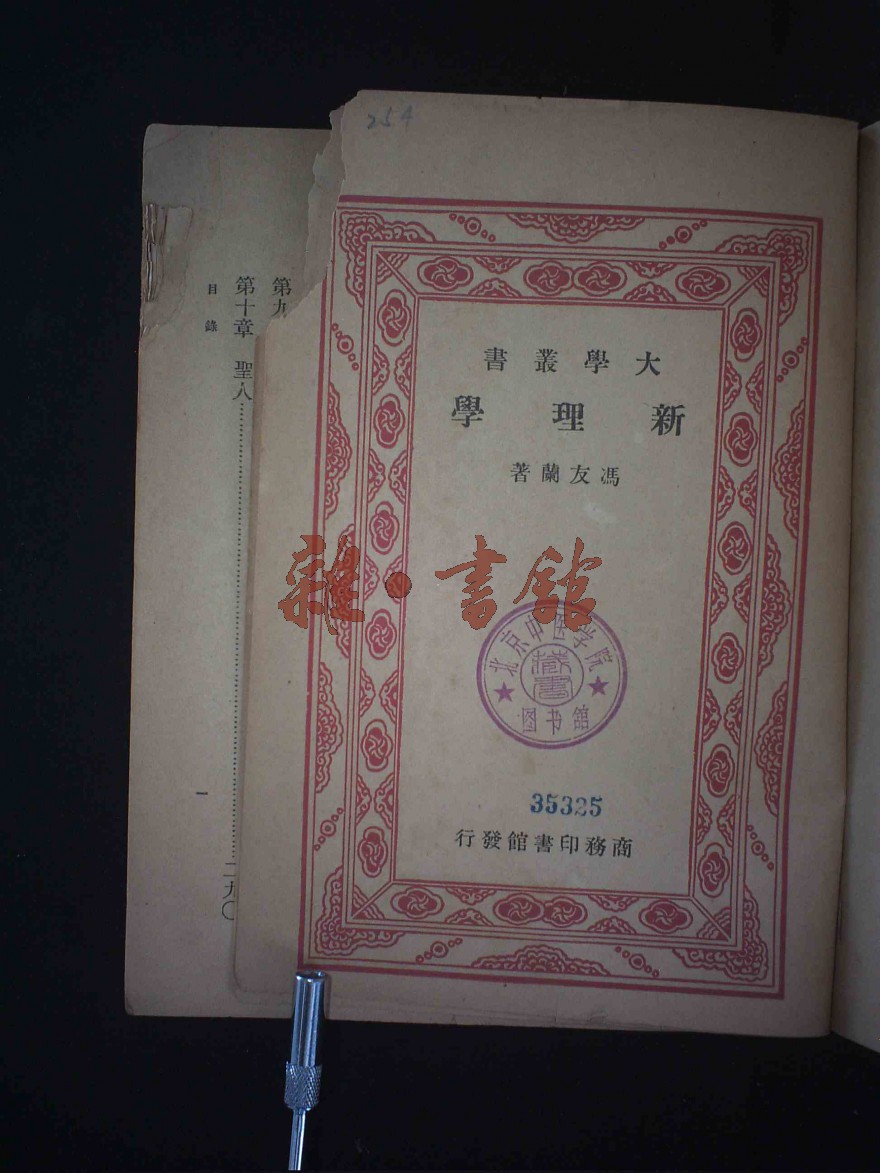 254
大學叢書
新理學
馮友蘭著
雜·書館
北京中医学院
藏書
图书馆
35325
商務印書館發行
第九
第十章 聖人……二九〇
目錄
一